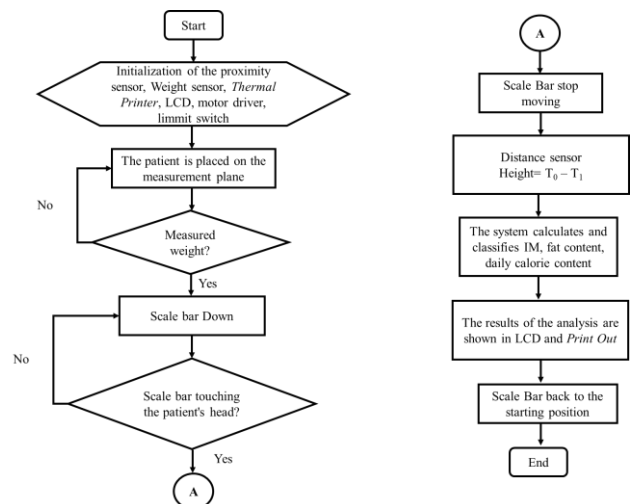 Start
Initialization of the proximity
sensor, Weight sensor, Thermal
Printer, LCD, motor driver,
limmit switch
The patient is placed on the
measurement plane
No
Measured
weight?
Yes
Scale bar Down
No
Scale bar touching
the patient's head?
Yes
A
A
Scale Bar stop
moving
Distance sensor
Height= T₀ – T₁
The system calculates and
classifies IM, fat content,
daily calorie content
The results of the analysis are
shown in LCD and Print Out
Scale Bar back to the
starting position
End